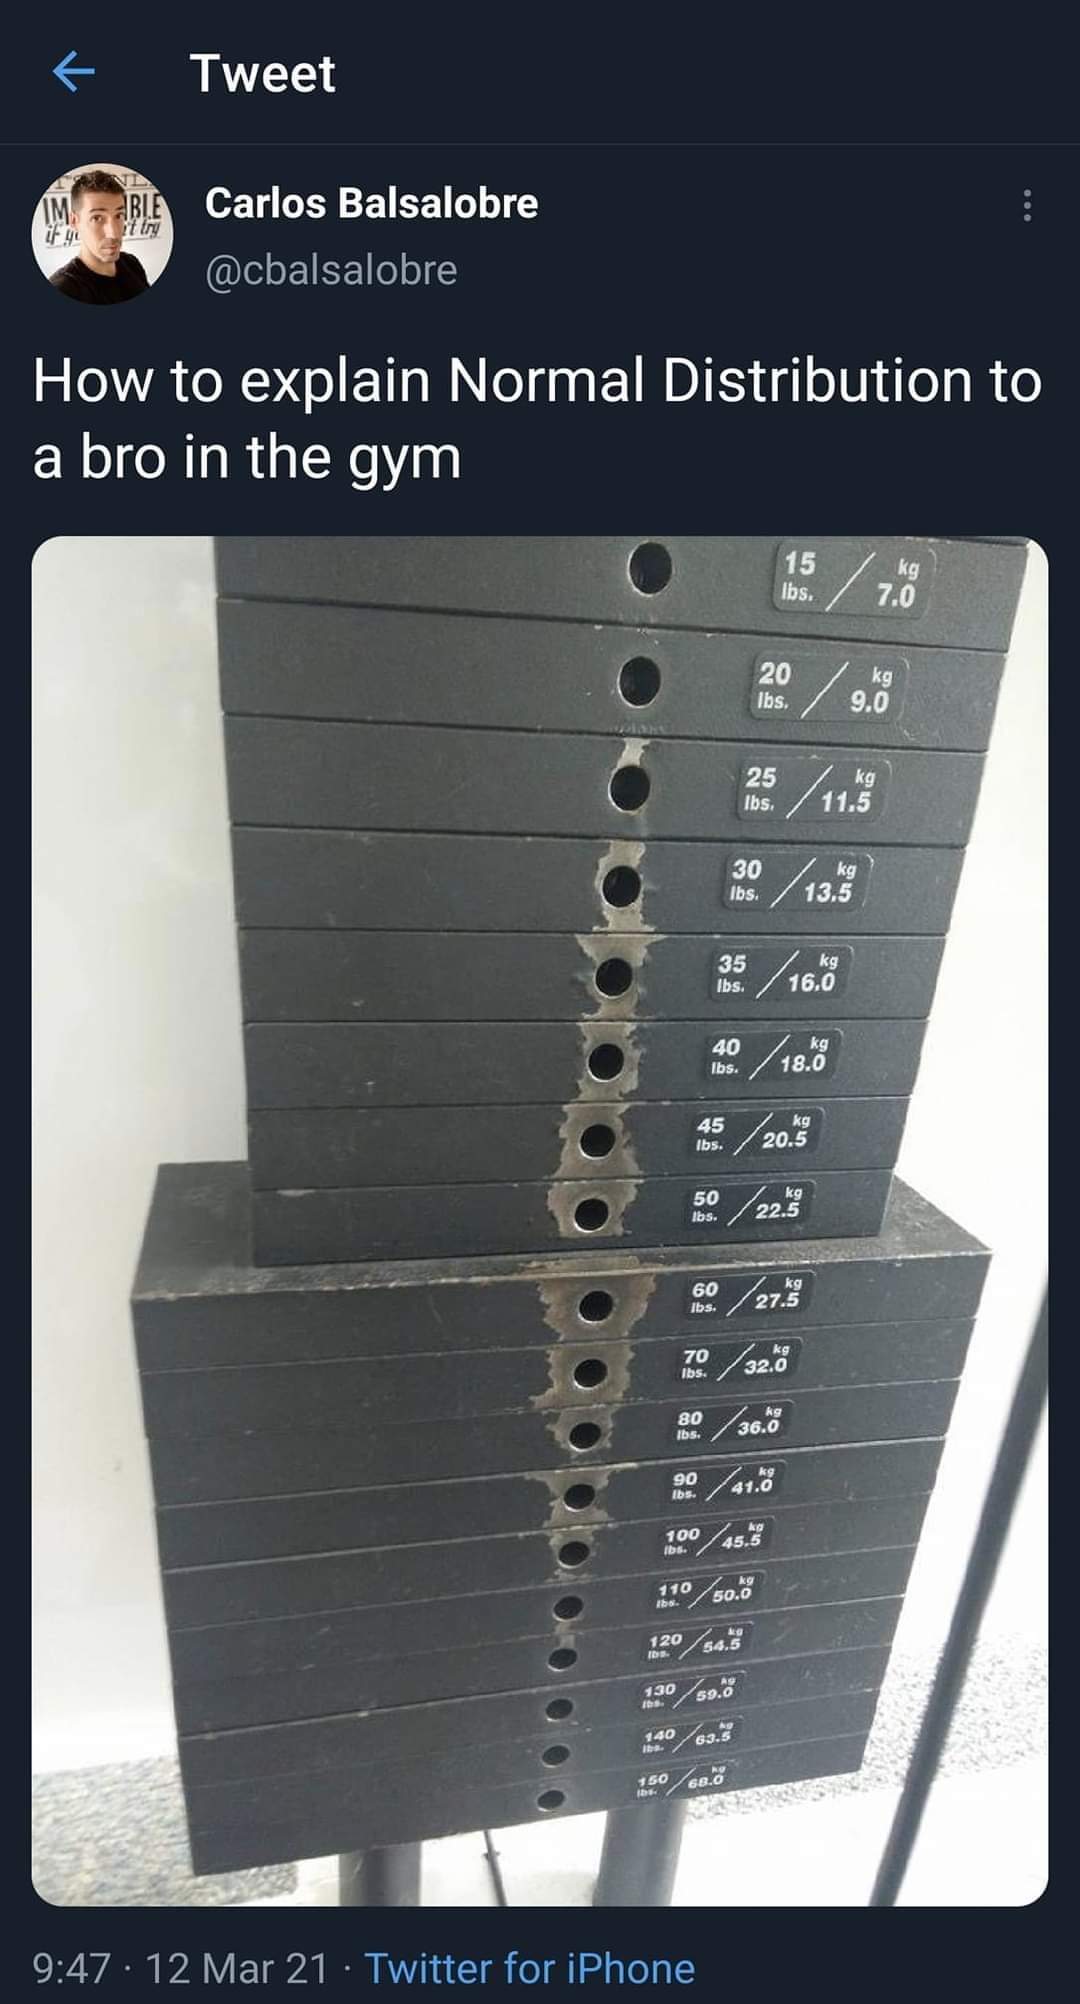 Tweet
Carlos Balsalobre
@cbalsalobre
How to explain Normal Distribution to
a bro in the gym
15 lbs. / kg 7.0
20 lbs. / kg 9.0
25 lbs. / kg 11.5
30 lbs. / kg 13.5
35 lbs. / kg 16.0
40 lbs. / kg 18.0
45 lbs. / kg 20.5
50 lbs. / kg 22.5
60 lbs. / kg 27.5
70 lbs. / kg 32.0
80 lbs. / kg 36.0
90 lbs. / kg 41.0
100 lbs. / kg 45.5
110 lbs. / kg 50.0
120 lbs. / kg 54.5
130 lbs. / kg 59.0
140 lbs. / kg 63.5
150 lbs. / kg 68.0
9:47 · 12 Mar 21 · Twitter for iPhone